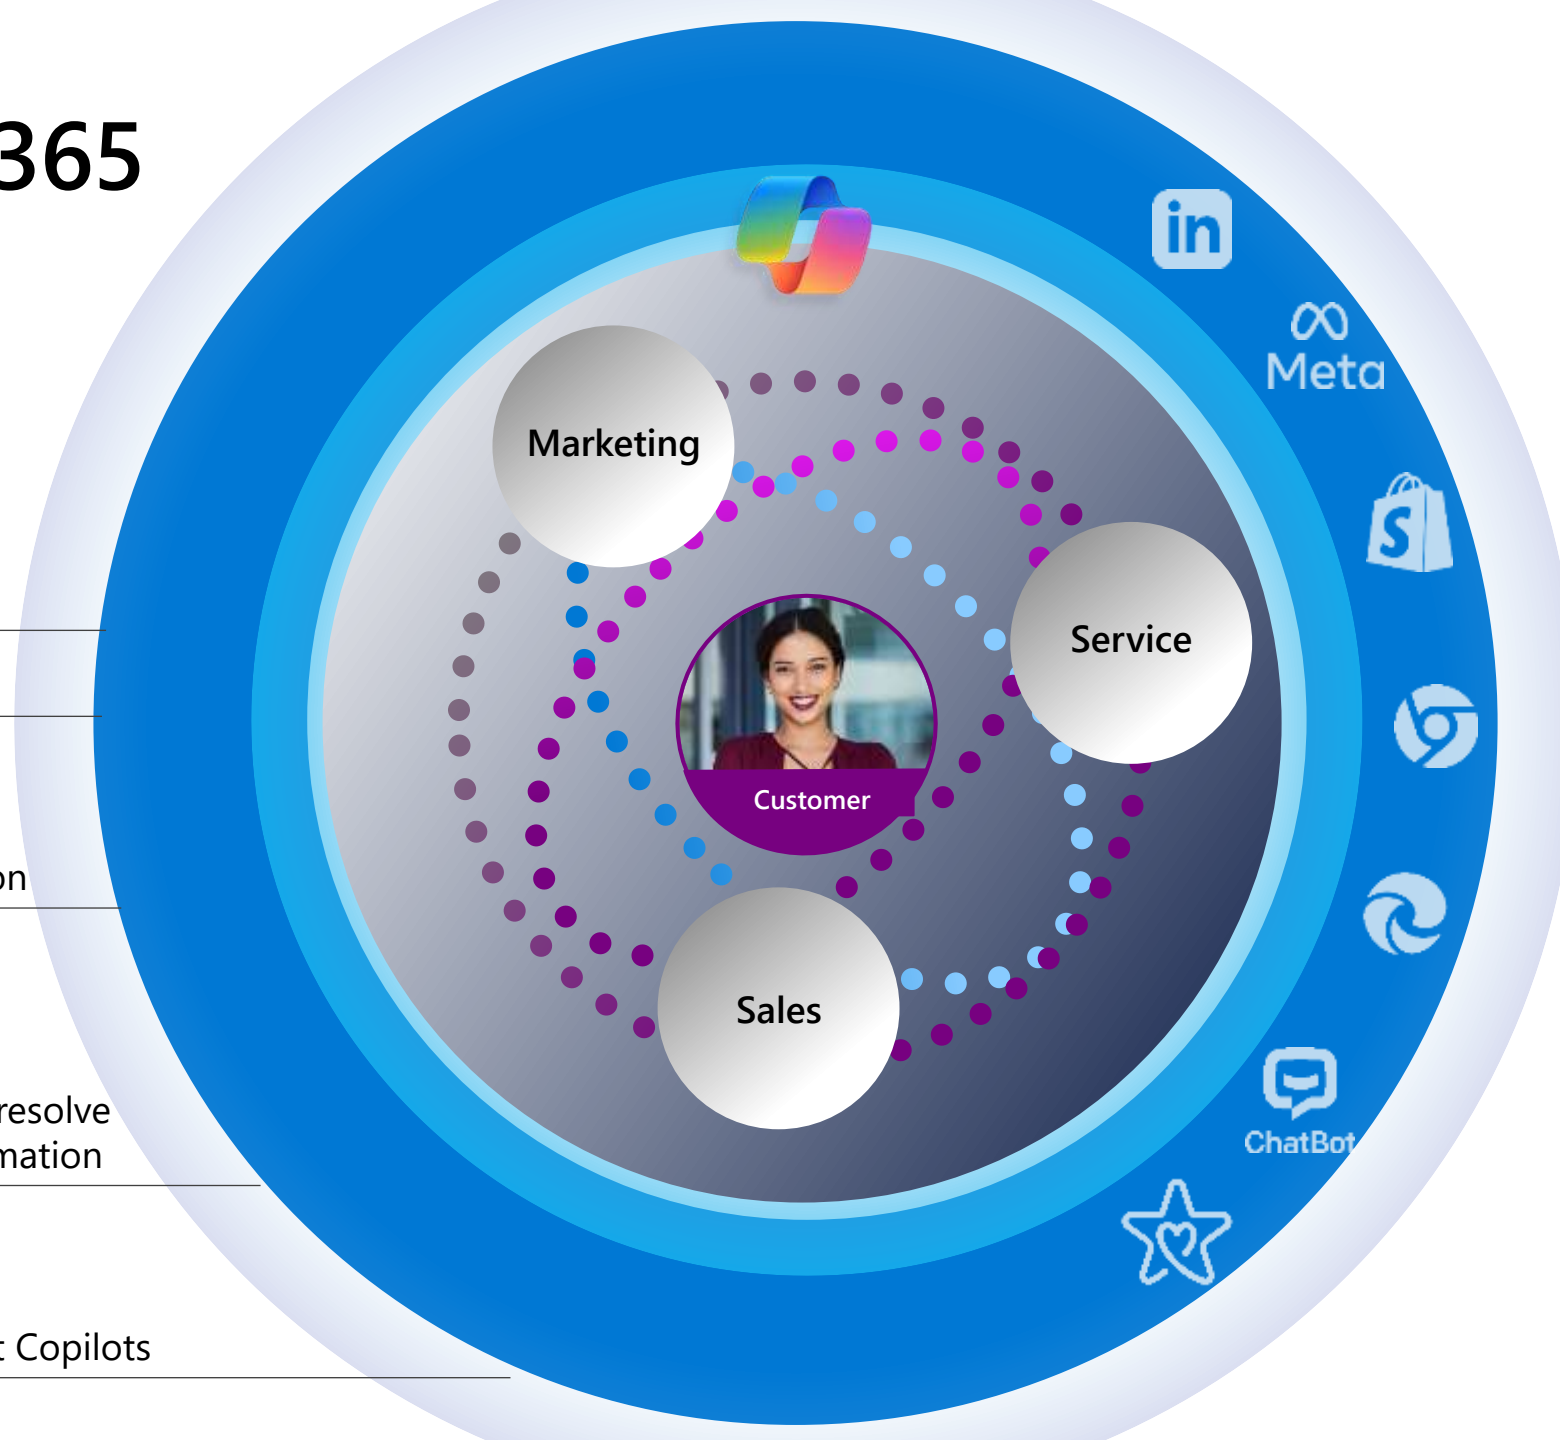 365
in
Meta
Marketing
S
Service
Customer
on
Sales
resolve
mation
ChatBot
t Copilots